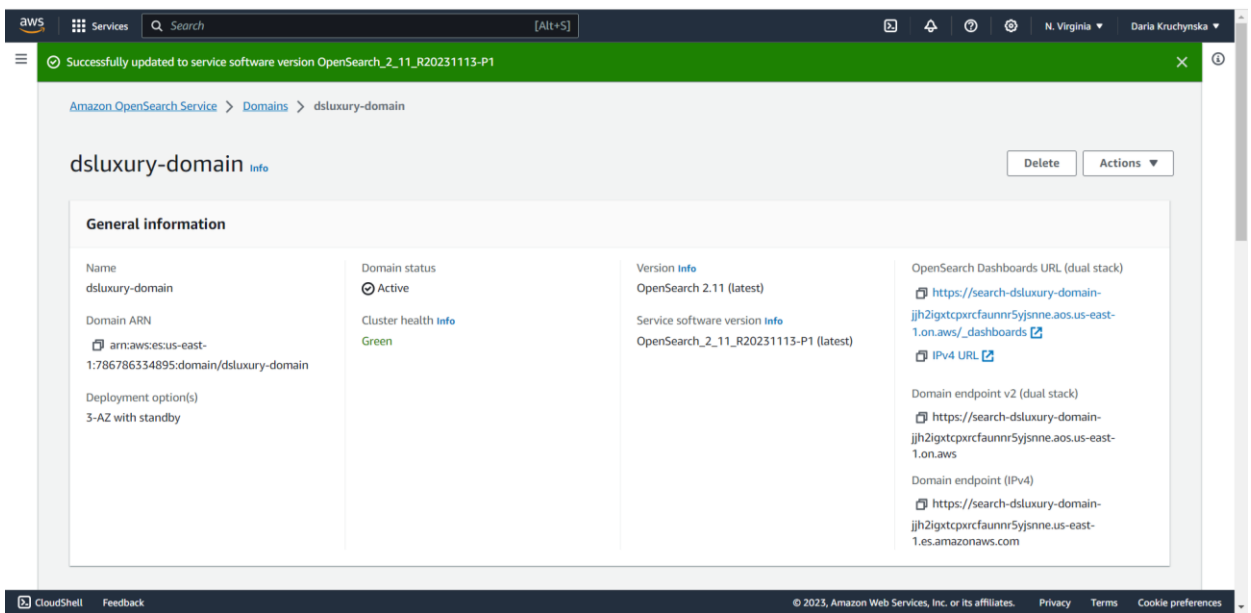 aws Services Search [Alt+S] N. Virginia Daria Kruchynska
Successfully updated to service software version OpenSearch_2_11_R20231113-P1
Amazon OpenSearch Service > Domains > dsluxury-domain
dsluxury-domain Info
Delete Actions
General information
Name
dsluxury-domain
Domain ARN
arn:aws:es:us-east-
1:786786334895:domain/dsluxury-domain
Deployment option(s)
3-AZ with standby
Domain status
Active
Cluster health Info
Green
Version Info
OpenSearch 2.11 (latest)
Service software version Info
OpenSearch_2_11_R20231113-P1 (latest)
OpenSearch Dashboards URL (dual stack)
https://search-dsluxury-domain-
jjh2igxtcpxrcfaunnr5yjsnne.aos.us-east-
1.on.aws/_dashboards
IPv4 URL
Domain endpoint v2 (dual stack)
https://search-dsluxury-domain-
jjh2igxtcpxrcfaunnr5yjsnne.aos.us-east-
1.on.aws
Domain endpoint (IPv4)
https://search-dsluxury-domain-
jjh2igxtcpxrcfaunnr5yjsnne.us-east-
1.es.amazonaws.com
CloudShell Feedback © 2023, Amazon Web Services, Inc. or its affiliates. Privacy Terms Cookie preferences